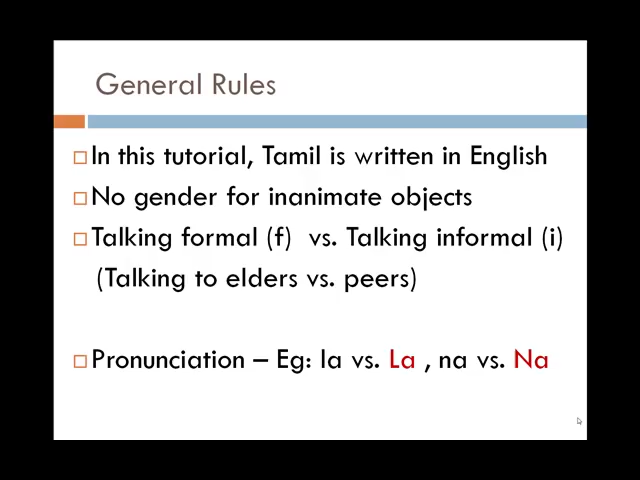 General Rules
In this tutorial, Tamil is written in English
No gender for inanimate objects
Talking formal (f) vs. Talking informal (i)
(Talking to elders vs. peers)
Pronunciation – Eg: la vs. La , na vs. Na